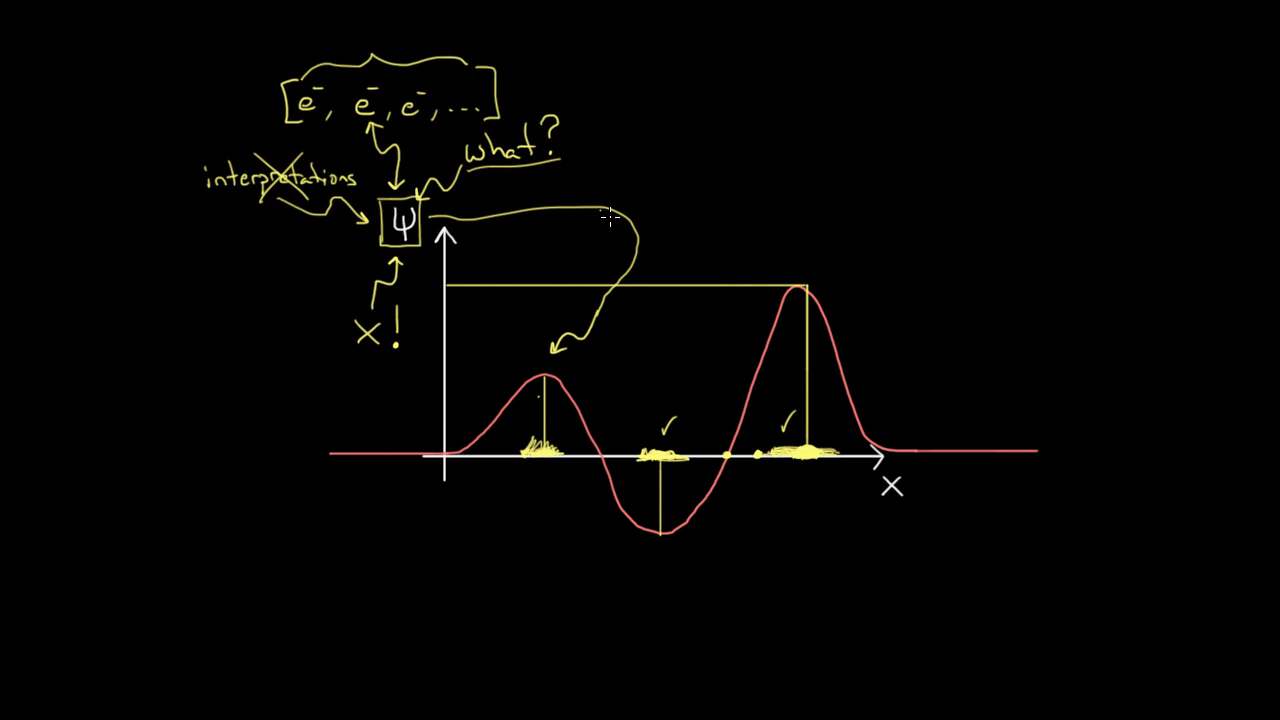 [e⁻, e⁻, e⁻, ...]
what?
interpretations
ψ
x!
x